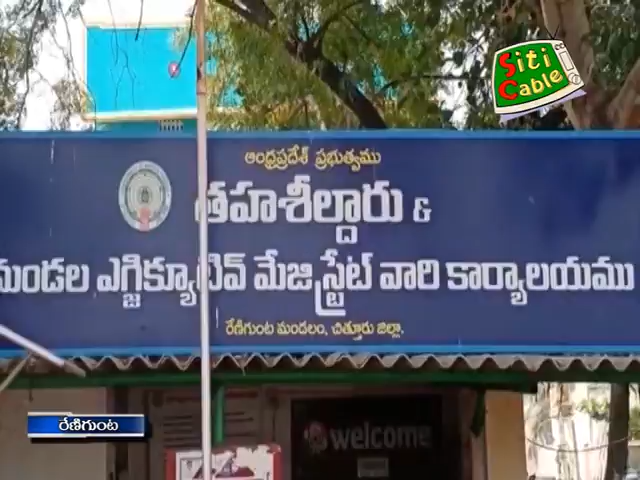 Siti
Cable
ఆంధ్రప్రదేశ్ ప్రభుత్వము
తహశీల్దారు &
మండల ఎగ్జిక్యూటివ్ మేజిస్ట్రేట్ వారి కార్యాలయము
రేణిగుంట మండలం, చిత్తూరు జిల్లా.
welcome
రేణిగుంట